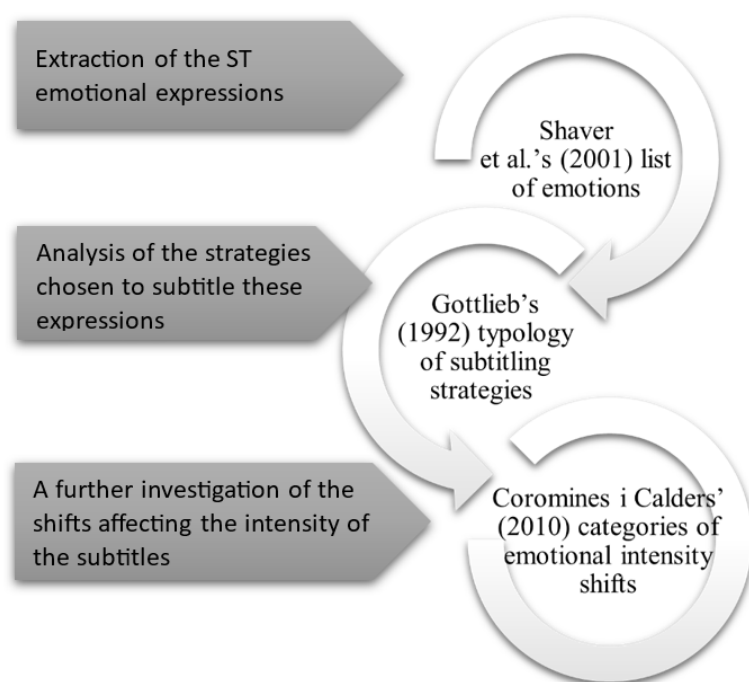 Extraction of the ST
emotional expressions
Shaver
et al.'s (2001) list
of emotions
Analysis of the strategies
chosen to subtitle these
expressions
Gottlieb's
(1992) typology
of subtitling
strategies
A further investigation of the
shifts affecting the intensity of
the subtitles
Coromines i Calders'
(2010) categories of
emotional intensity
shifts